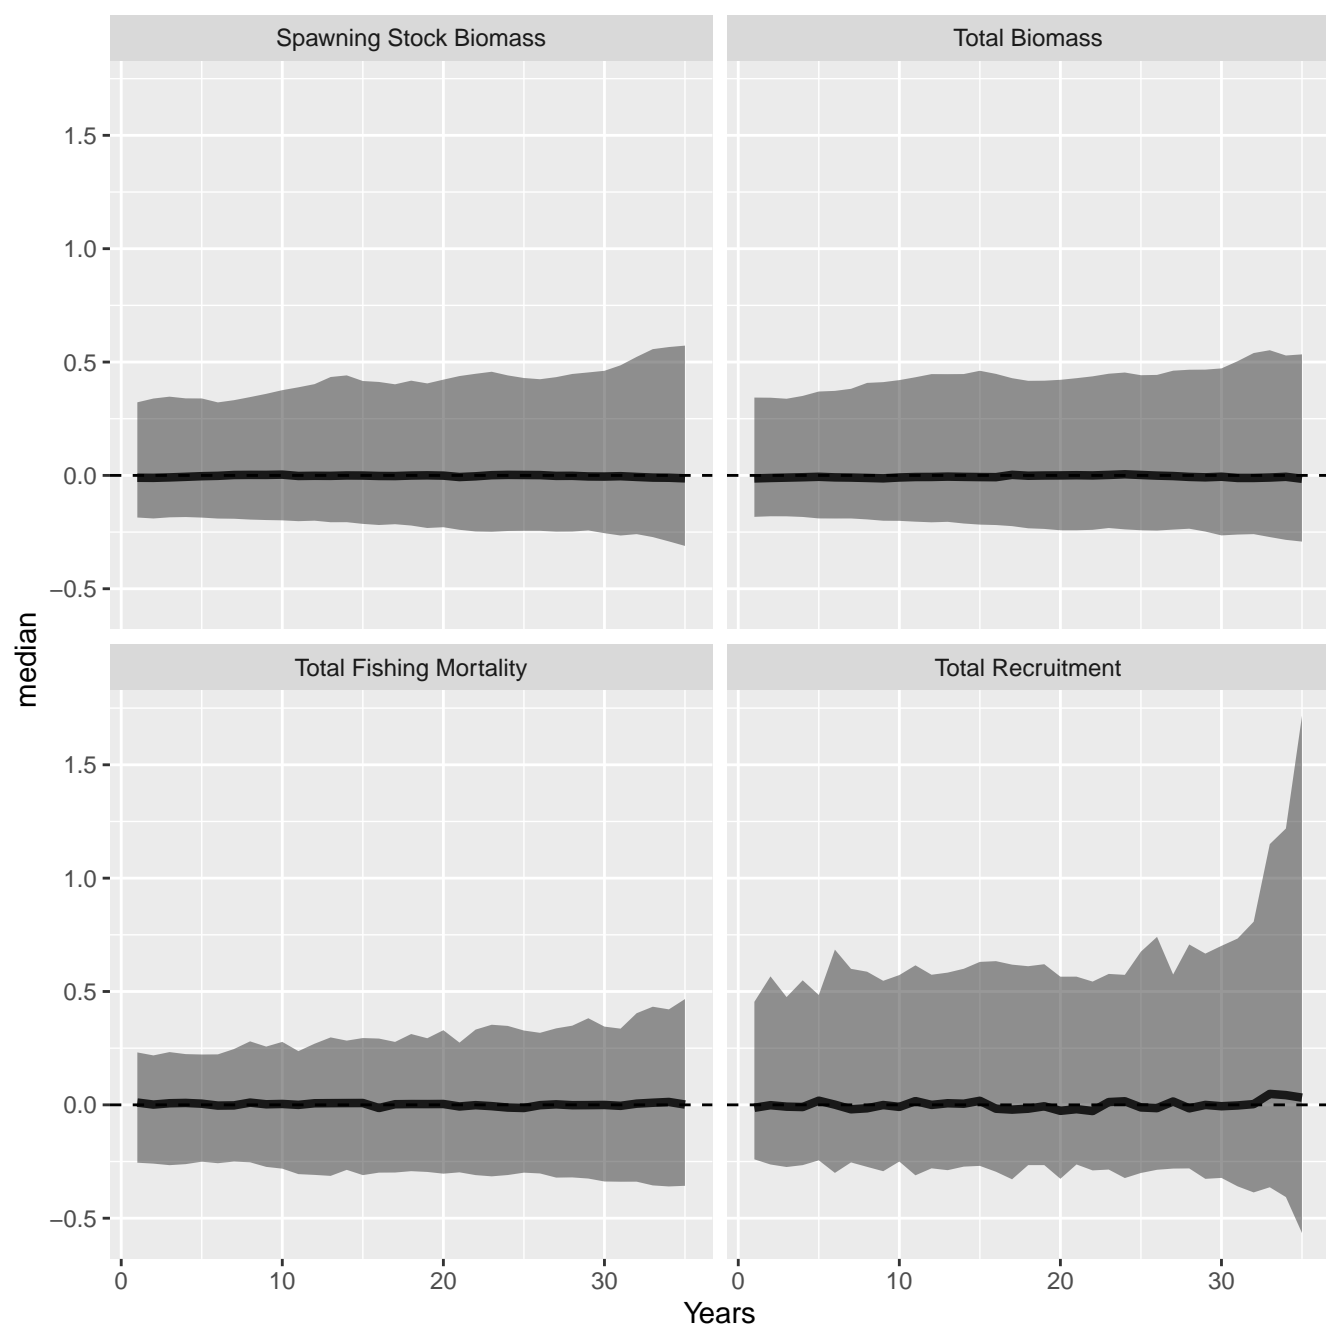 Spawning Stock Biomass
Total Biomass
1.5
1.0
0.5
0.0
−0.5
median
Total Fishing Mortality
Total Recruitment
1.5
1.0
0.5
0.0
−0.5
0 10 20 30
0 10 20 30
Years